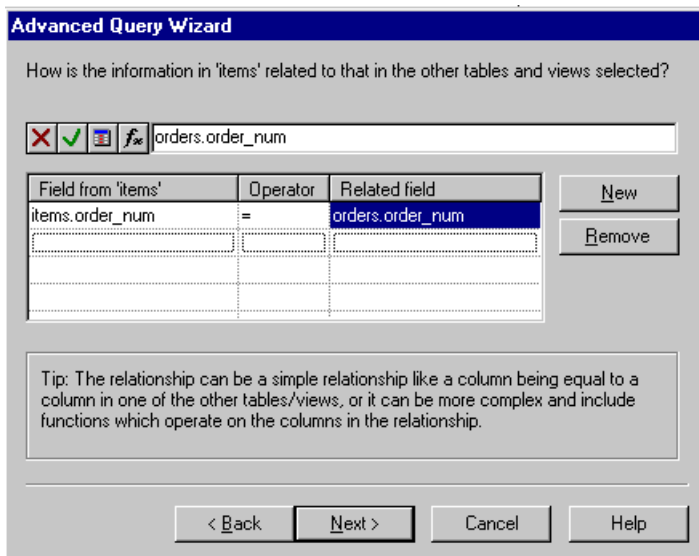 Advanced Query Wizard
How is the information in 'items' related to that in the other tables and views selected?
fx orders.order_num
Field from 'items' Operator Related field
items.order_num = orders.order_num
New
Remove
Tip: The relationship can be a simple relationship like a column being equal to a
column in one of the other tables/views, or it can be more complex and include
functions which operate on the columns in the relationship.
< Back Next > Cancel Help